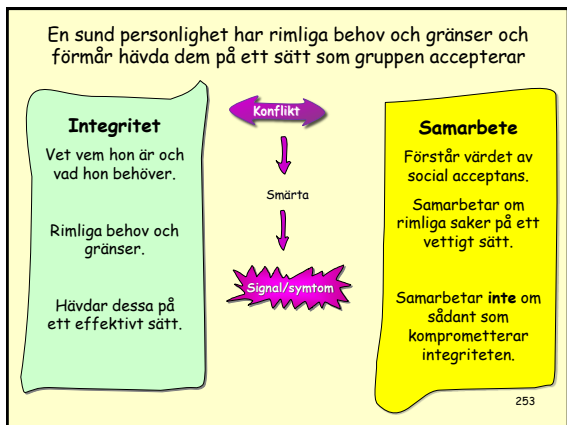 En sund personlighet har rimliga behov och gränser och
förmår hävda dem på ett sätt som gruppen accepterar
Integritet
Vet vem hon är och
vad hon behöver.
Rimliga behov och
gränser.
Hävdar dessa på
ett effektivt sätt.
Konflikt
Smärta
Signal/symtom
Samarbete
Förstår värdet av
social acceptans.
Samarbetar om
rimliga saker på ett
vettigt sätt.
Samarbetar inte om
sådant som
komprometterar
integriteten.
253